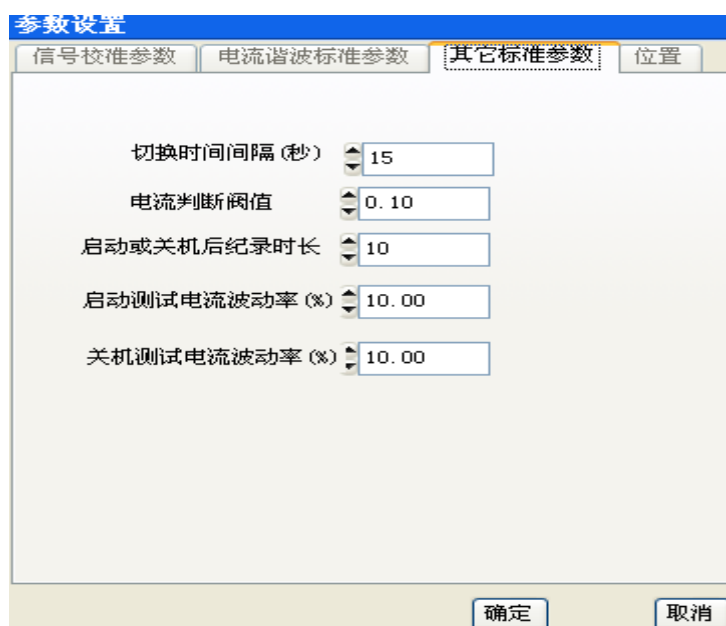 参数设置
信号校准参数 电流谐波标准参数 其它标准参数 位置
切换时间间隔(秒) 15
电流判断阀值 0.10
启动或关机后纪录时长 10
启动测试电流波动率(%) 10.00
关机测试电流波动率(%) 10.00
确定 取消